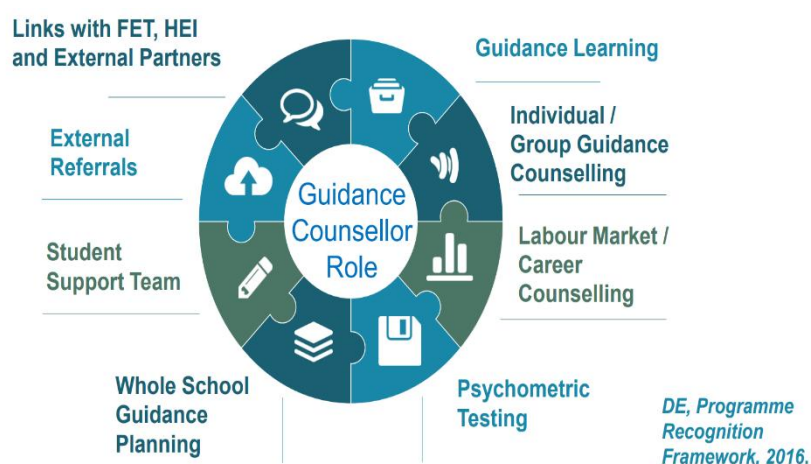 Links with FET, HEI
and External Partners
Guidance Learning
External
Referrals
Individual /
Group Guidance
Counselling
Guidance
Counsellor
Role
Student
Support Team
Labour Market /
Career
Counselling
Whole School
Guidance
Planning
Psychometric
Testing
DE, Programme
Recognition
Framework, 2016,